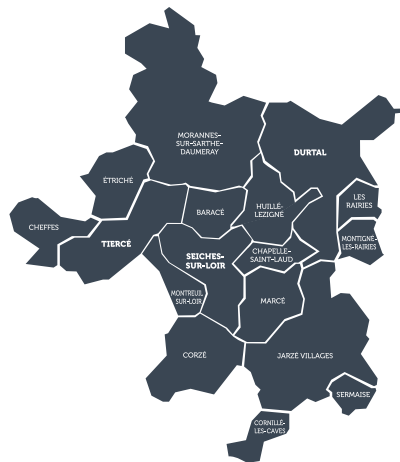 MORANNES-
SUR-SARTHE-
DAUMERAY
DURTAL
ÉTRICHÉ
LES
RAIRIES
HUILLÉ-
LEZIGNÉ
BARACÉ
CHEFFES
TIERCÉ
MONTIGNÉ-
LES-RAIRIES
CHAPELLE-
SAINT-LAUD
SEICHES-
SUR-LOIR
MONTREUIL
SUR-LOIR
MARCÉ
CORZÉ
JARZÉ VILLAGES
SERMAISE
CORNILLÉ-
LES-CAVES